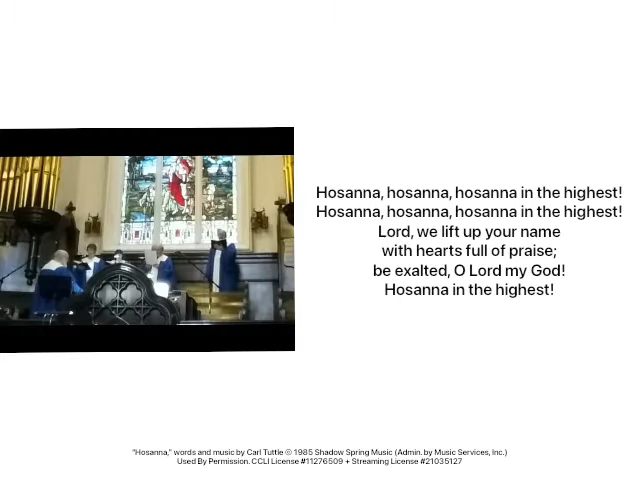 Hosanna, hosanna, hosanna in the highest!
Hosanna, hosanna, hosanna in the highest!
Lord, we lift up your name
with hearts full of praise;
be exalted, O Lord my God!
Hosanna in the highest!
"Hosanna," words and music by Carl Tuttle © 1985 Shadow Spring Music (Admin. by Music Services, Inc.)
Used By Permission. CCLI License #11276509 + Streaming License #21035127